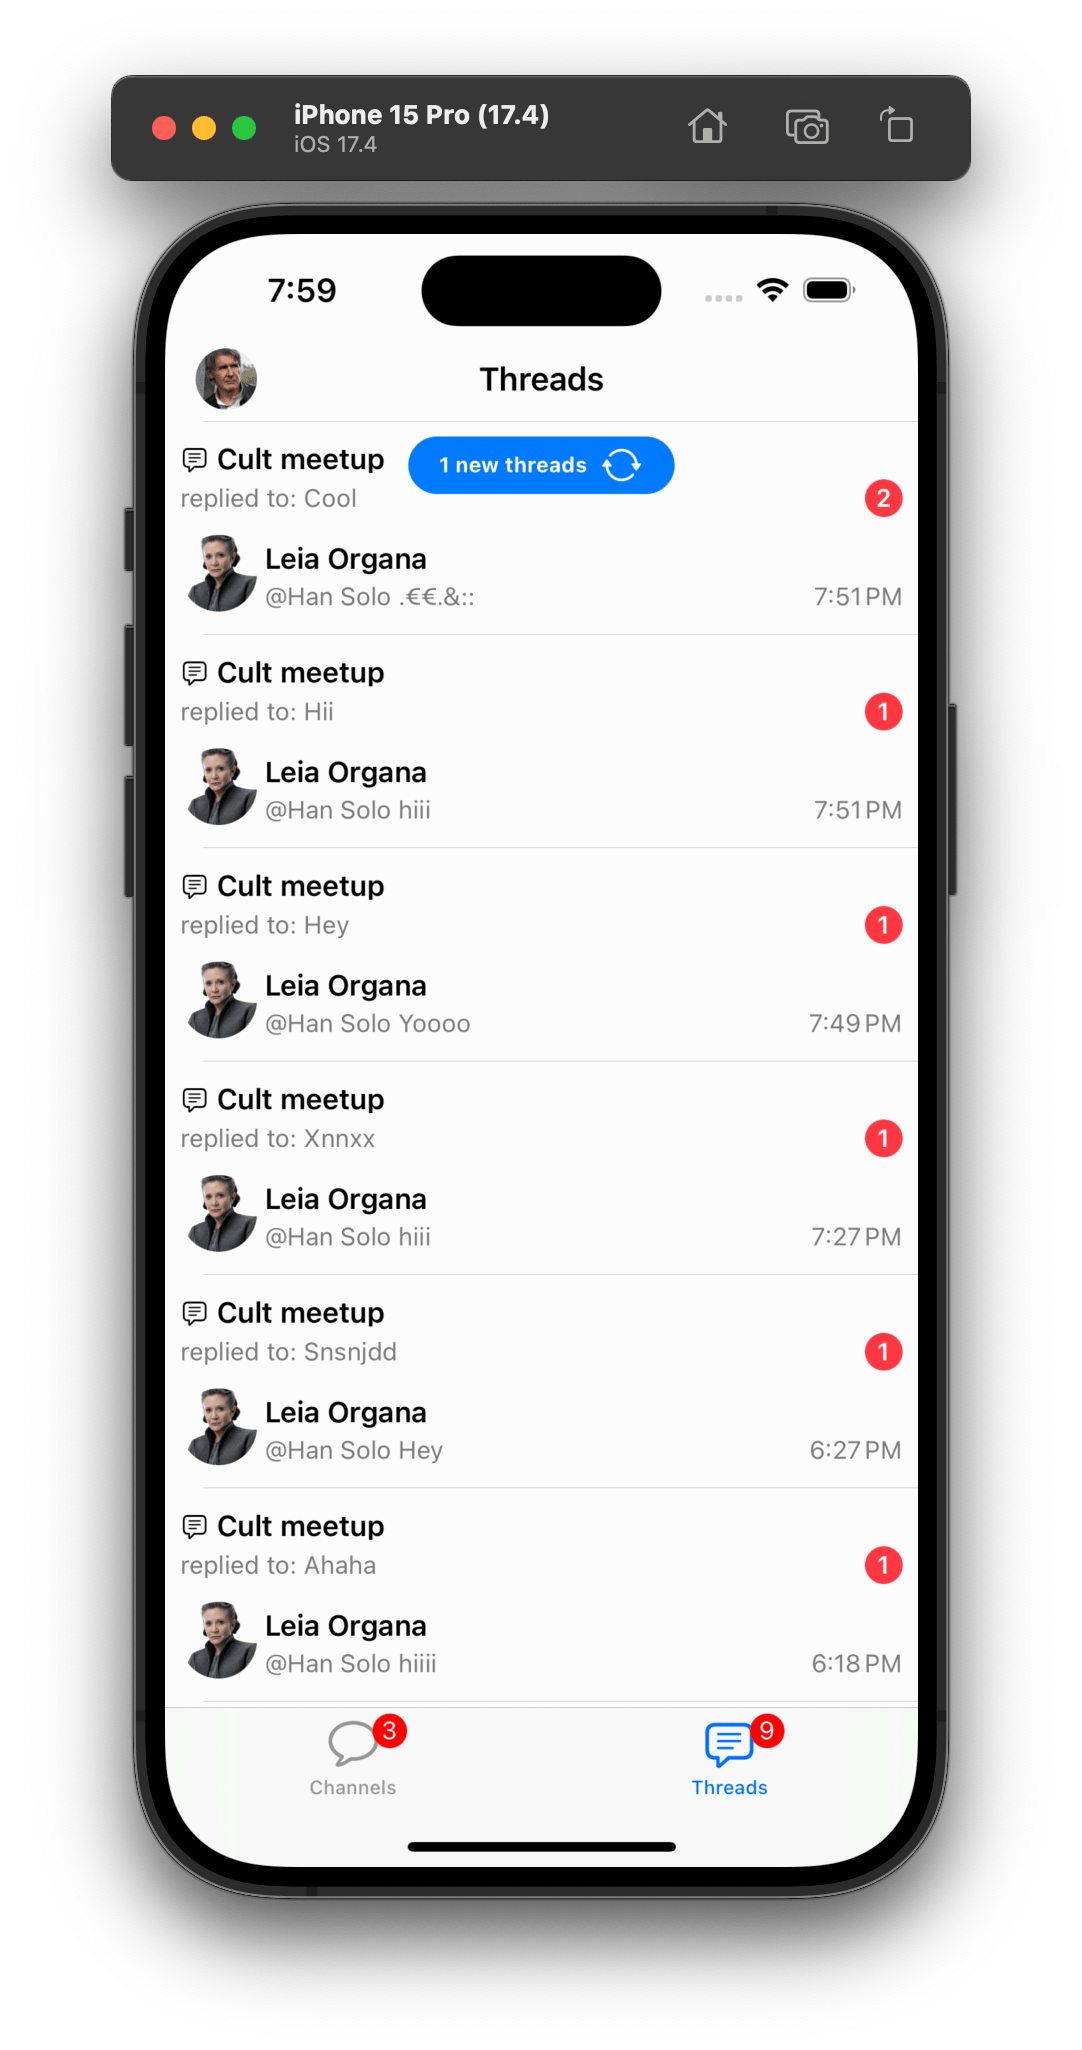 iPhone 15 Pro (17.4)
iOS 17.4
7:59
Threads
1 new threads
Cult meetup
replied to: Cool
2
Leia Organa
@Han Solo .€€.&::
7:51 PM
Cult meetup
replied to: Hii
1
Leia Organa
@Han Solo hiii
7:51 PM
Cult meetup
replied to: Hey
1
Leia Organa
@Han Solo Yoooo
7:49 PM
Cult meetup
replied to: Xnnxx
1
Leia Organa
@Han Solo hiii
7:27 PM
Cult meetup
replied to: Snsnjdd
1
Leia Organa
@Han Solo Hey
6:27 PM
Cult meetup
replied to: Ahaha
1
Leia Organa
@Han Solo hiiii
6:18 PM
3
Channels
9
Threads